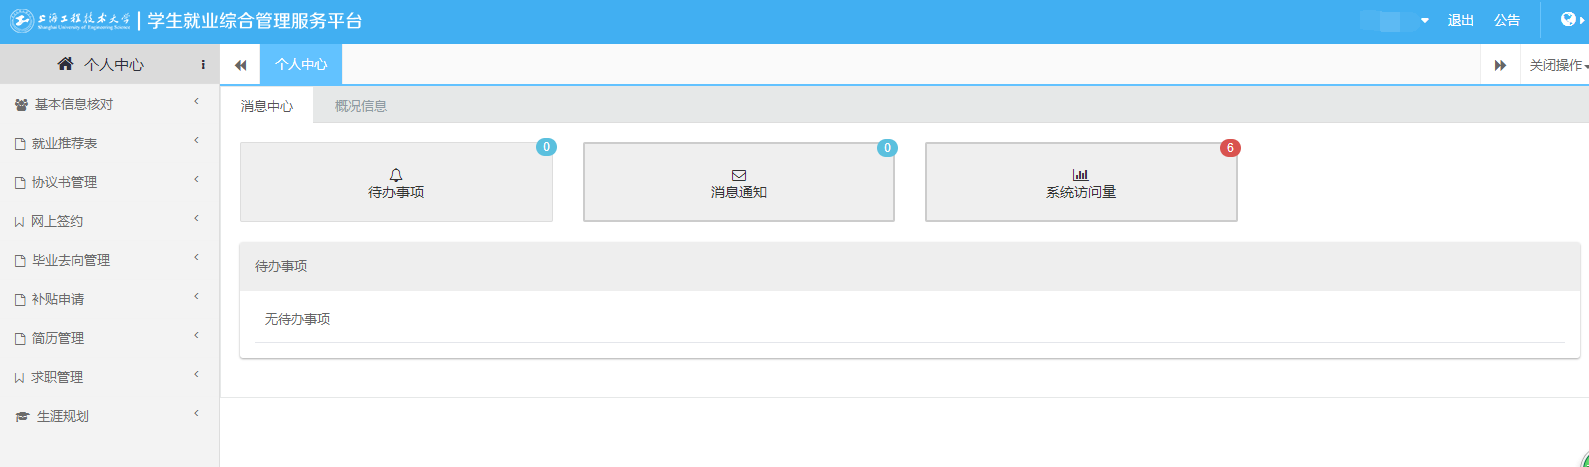 上海工程技术大学
Shanghai University of Engineering Science
学生就业综合管理服务平台
退出
公告
个人中心
个人中心
关闭操作
基本信息核对
就业推荐表
协议书管理
网上签约
毕业去向管理
补贴申请
简历管理
求职管理
生涯规划
消息中心
概况信息
0
待办事项
0
消息通知
6
系统访问量
待办事项
无待办事项